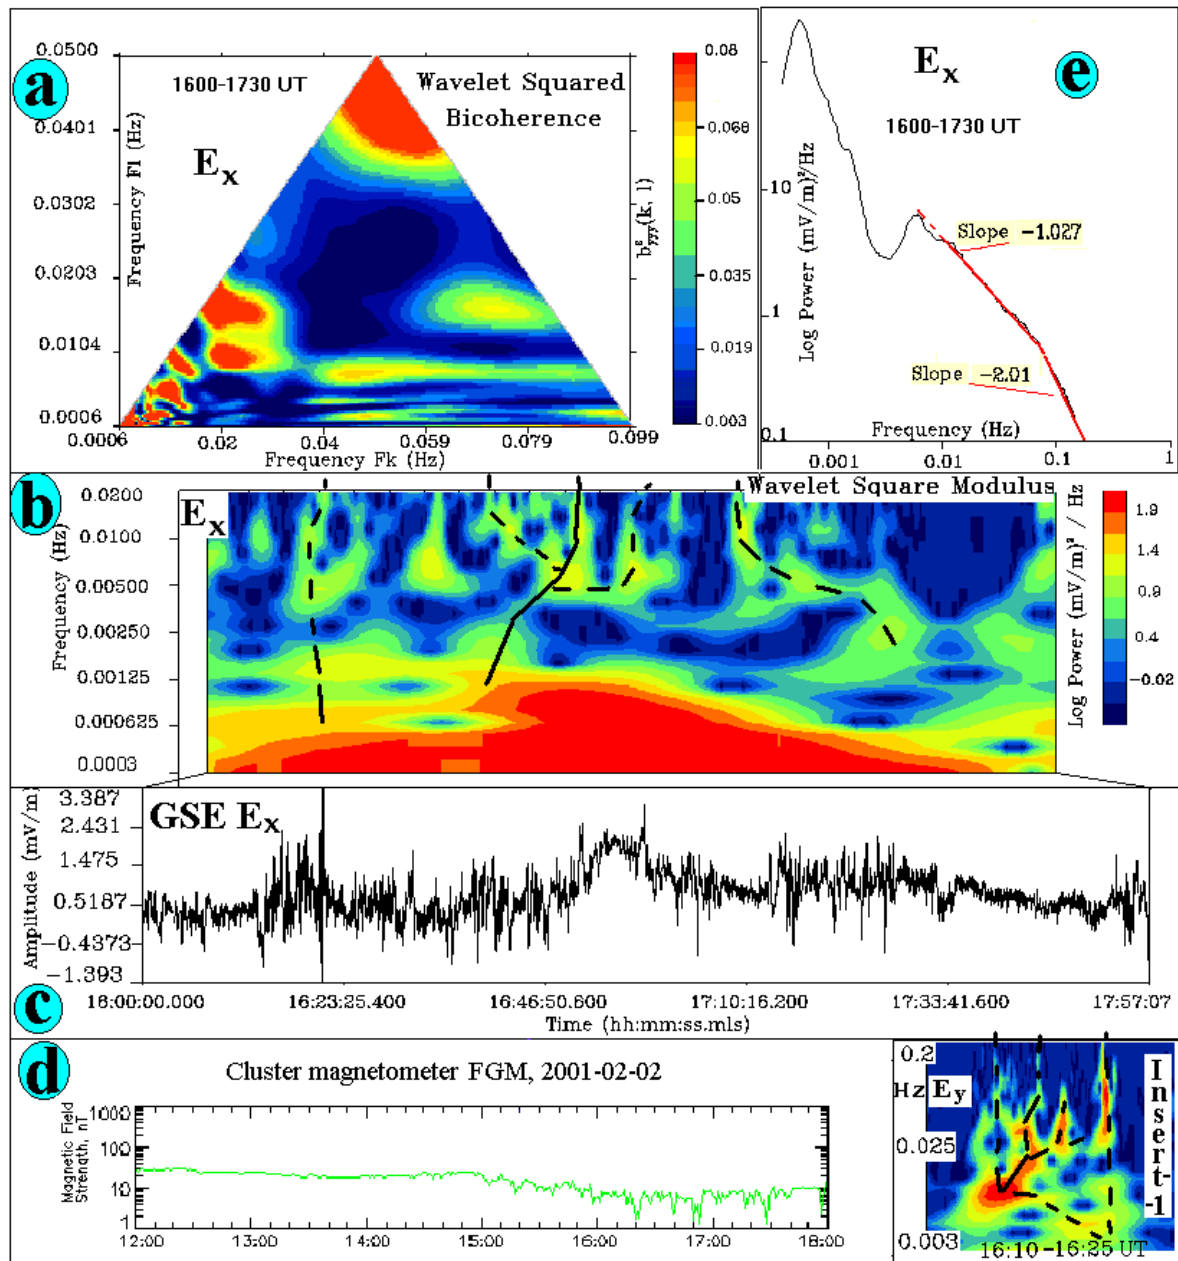 a
0.0500
0.0401
0.0302
0.0203
0.0104
0.0006
Frequency Fl (Hz)
1600-1730 UT
Wavelet Squared
Bicoherence
Ex
0.0006
0.02
0.04
0.059
0.079
0.099
Frequency Fk (Hz)
0.08
0.068
0.05
0.035
0.019
0.003
e
Ex
1600-1730 UT
Log Power (mV/m)²/Hz
10
1
0.1
Slope -1.027
Slope -2.01
Frequency (Hz)
0.001
0.01
0.1
1
b
Ex
Wavelet Square Modulus
Frequency (Hz)
0.0200
0.0100
0.00500
0.00250
0.00125
0.000625
0.0003
Log Power (mV/m)² / Hz
1.9
1.4
0.9
0.4
-0.02
c
GSE Ex
Amplitude (mV/m)
3.387
2.431
1.475
0.5187
-0.4373
-1.393
16:00:00.000
16:23:25.400
16:46:50.600
17:10:16.200
17:33:41.600
17:57:07
Time (hh:mm:ss.mls)
d
Cluster magnetometer FGM, 2001-02-02
Magnetic Field
Strength, nT
1000
100
10
1
12:00
13:00
14:00
15:00
16:00
17:00
18:00
0.2
Hz
Ey
0.025
0.003
Insert-1
16:10-16:25 UT